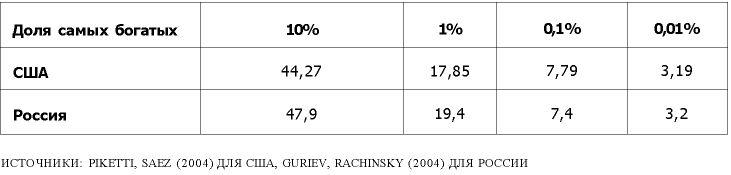 Доля самых богатых 10% 1% 0,1% 0,01%
США 44,27 17,85 7,79 3,19
Россия 47,9 19,4 7,4 3,2
ИСТОЧНИКИ: PIKETTI, SAEZ (2004) ДЛЯ США, GURIEV, RACHINSKY (2004) ДЛЯ РОССИИ